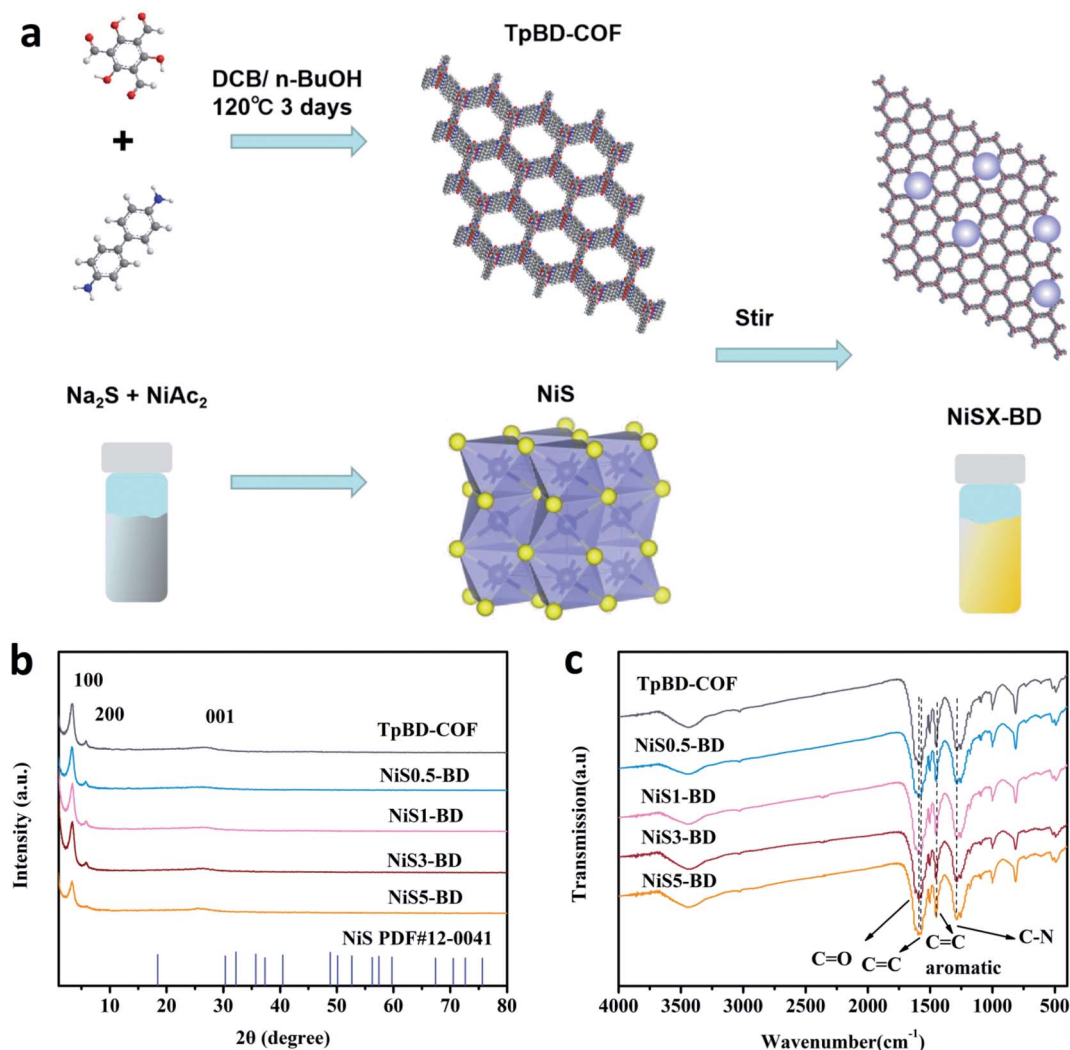 a
TpBD-COF
DCB/ n-BuOH
120℃ 3 days
+
Stir
Na₂S + NiAc₂
NiS
NiSX-BD
b
100
200
001
TpBD-COF
NiS0.5-BD
NiS1-BD
NiS3-BD
NiS5-BD
NiS PDF#12-0041
Intensity (a.u.)
10 20 30 40 50 60 70 80
2θ (degree)
c
TpBD-COF
NiS0.5-BD
NiS1-BD
NiS3-BD
NiS5-BD
C=O
C=C
C=C
aromatic
C-N
Transmission(a.u)
4000 3500 3000 2500 2000 1500 1000 500
Wavenumber(cm⁻¹)